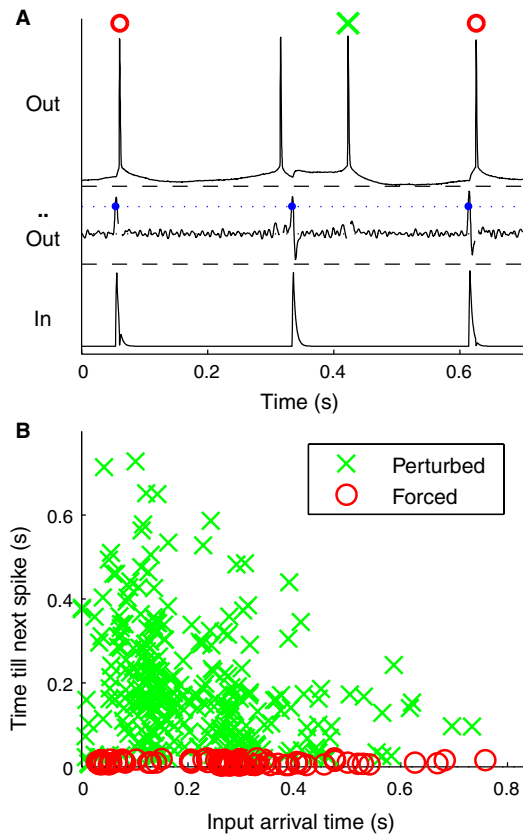 A
Out
Öut
In
0
0.2
0.4
0.6
Time (s)
B
Perturbed
Forced
Time till next spike (s)
0.6
0.4
0.2
0
0
0.2
0.4
0.6
0.8
Input arrival time (s)